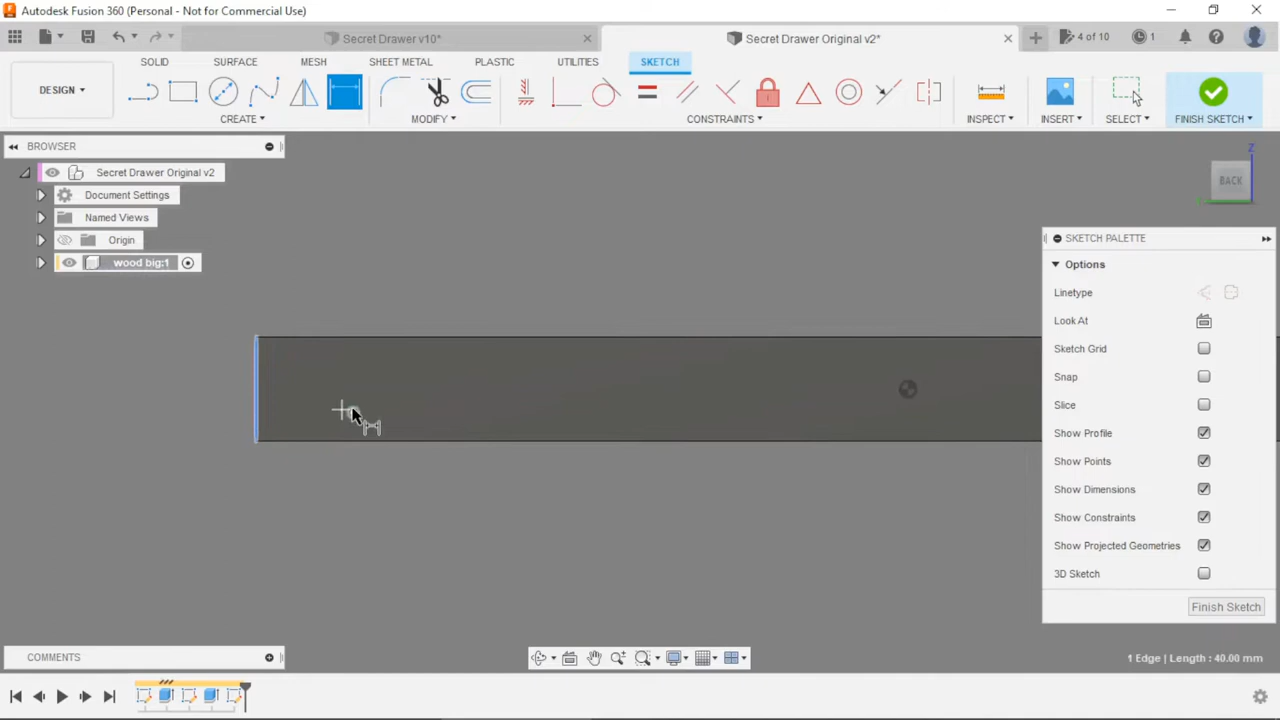 Autodesk Fusion 360 (Personal - Not for Commercial Use)
Secret Drawer v10*
Secret Drawer Original v2*
4 of 10
1
DESIGN
SOLID
SURFACE
MESH
SHEET METAL
PLASTIC
UTILITIES
SKETCH
CREATE
MODIFY
CONSTRAINTS
INSPECT
INSERT
SELECT
FINISH SKETCH
BROWSER
Secret Drawer Original v2
Document Settings
Named Views
Origin
wood big:1
Z
BACK
SKETCH PALETTE
Options
Linetype
Look At
Sketch Grid
Snap
Slice
Show Profile
Show Points
Show Dimensions
Show Constraints
Show Projected Geometries
3D Sketch
Finish Sketch
COMMENTS
1 Edge | Length : 40.00 mm